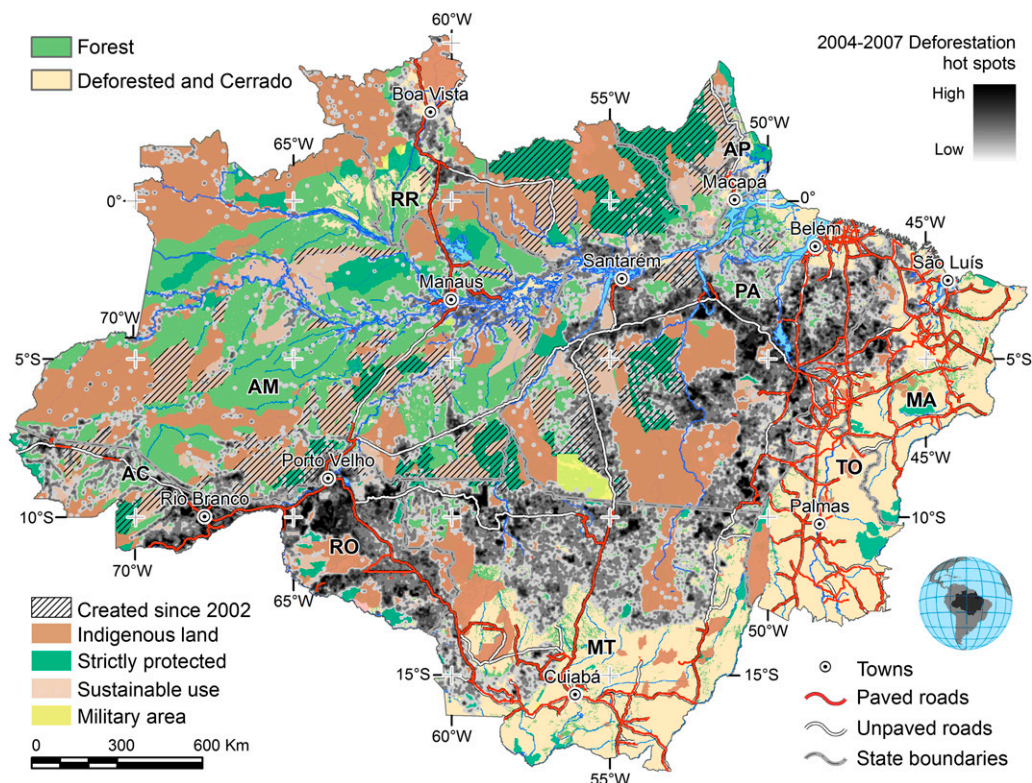 60°W
Forest
Deforested and Cerrado
2004-2007 Deforestation
hot spots
High
Low
Boa Vista
55°W
50°W
65°W
AP
Macapá
0°
RR
0°
Belém
45°W
Santarém
São Luís
Manaus
PA
70°W
5°S
5°S
AM
MA
45°W
AC
Porto Velho
TO
Rio Branco
10°S
Palmas
10°S
70°W
RO
65°W
Created since 2002
Indigenous land
Strictly protected
Sustainable use
Military area
50°W
MT
15°S
Cuiabá
15°S
Towns
Paved roads
Unpaved roads
State boundaries
60°W
55°W
0 300 600 Km